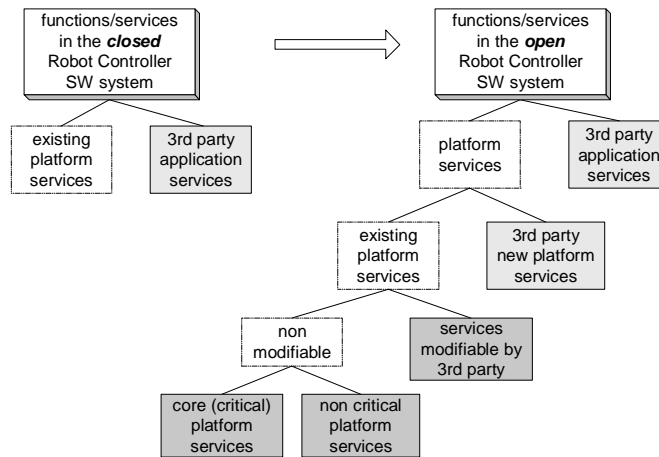 functions/services
in the closed
Robot Controller
SW system
existing
platform
services
3rd party
application
services
functions/services
in the open
Robot Controller
SW system
platform
services
3rd party
application
services
existing
platform
services
3rd party
new platform
services
non
modifiable
services
modifiable by
3rd party
core (critical)
platform
services
non critical
platform
services